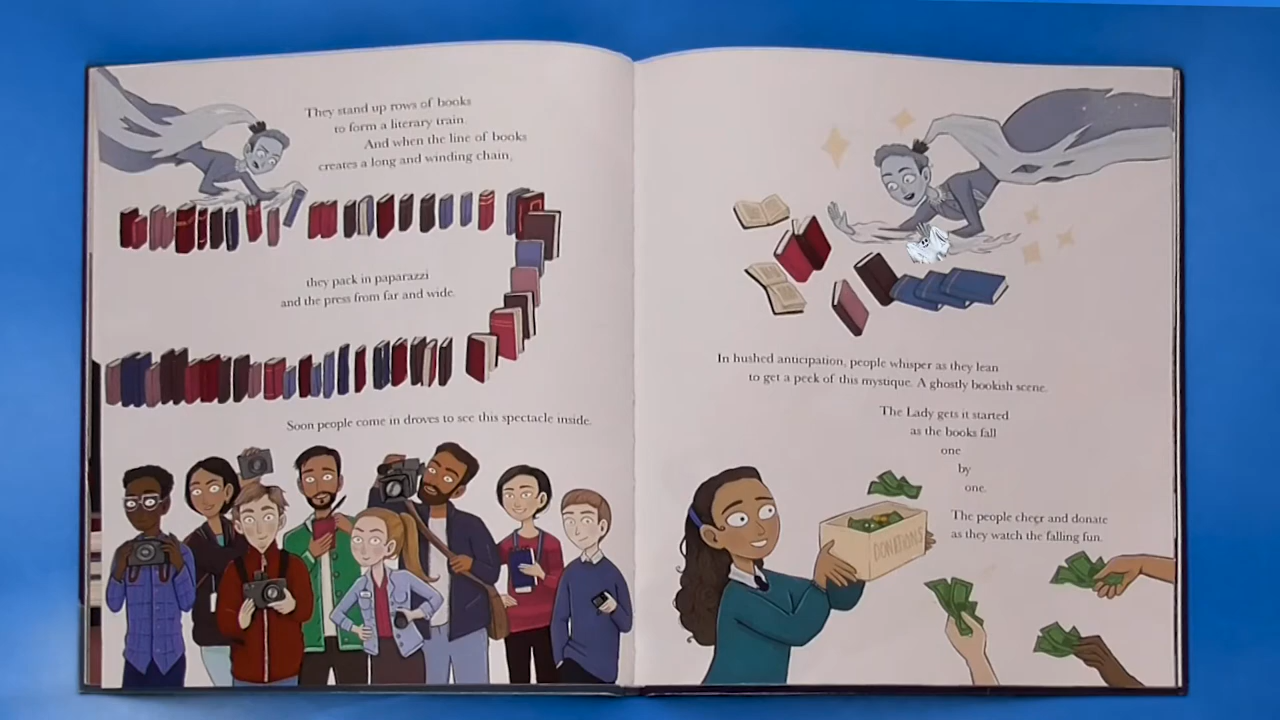 They stand up rows of books
to form a literary train.
And when the line of books
creates a long and winding chain,
they pack in paparazzi
and the press from far and wide.
Soon people come in droves to see this spectacle inside.
In hushed anticipation, people whisper as they lean
to get a peek of this mystique. A ghostly bookish scene.
The Lady gets it started
as the books fall
one
by
one.
The people cheer and donate
as they watch the falling fun.
DONATIONS